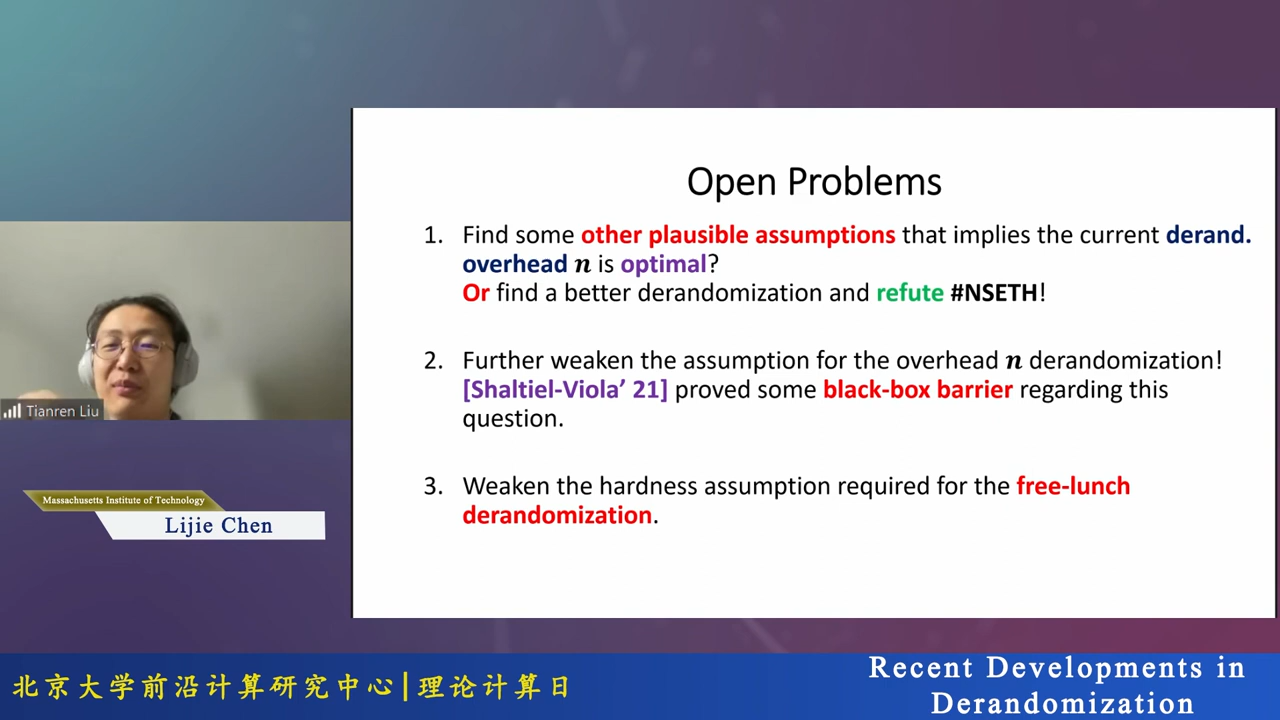 Open Problems
1. Find some other plausible assumptions that implies the current derand.
overhead n is optimal?
Or find a better derandomization and refute #NSETH!
2. Further weaken the assumption for the overhead n derandomization!
[Shaltiel-Viola’ 21] proved some black-box barrier regarding this
question.
3. Weaken the hardness assumption required for the free-lunch
derandomization.
Tianren Liu
Massachusetts Institute of Technology
Lijie Chen
北京大学前沿计算研究中心|理论计算日
Recent Developments in
Derandomization